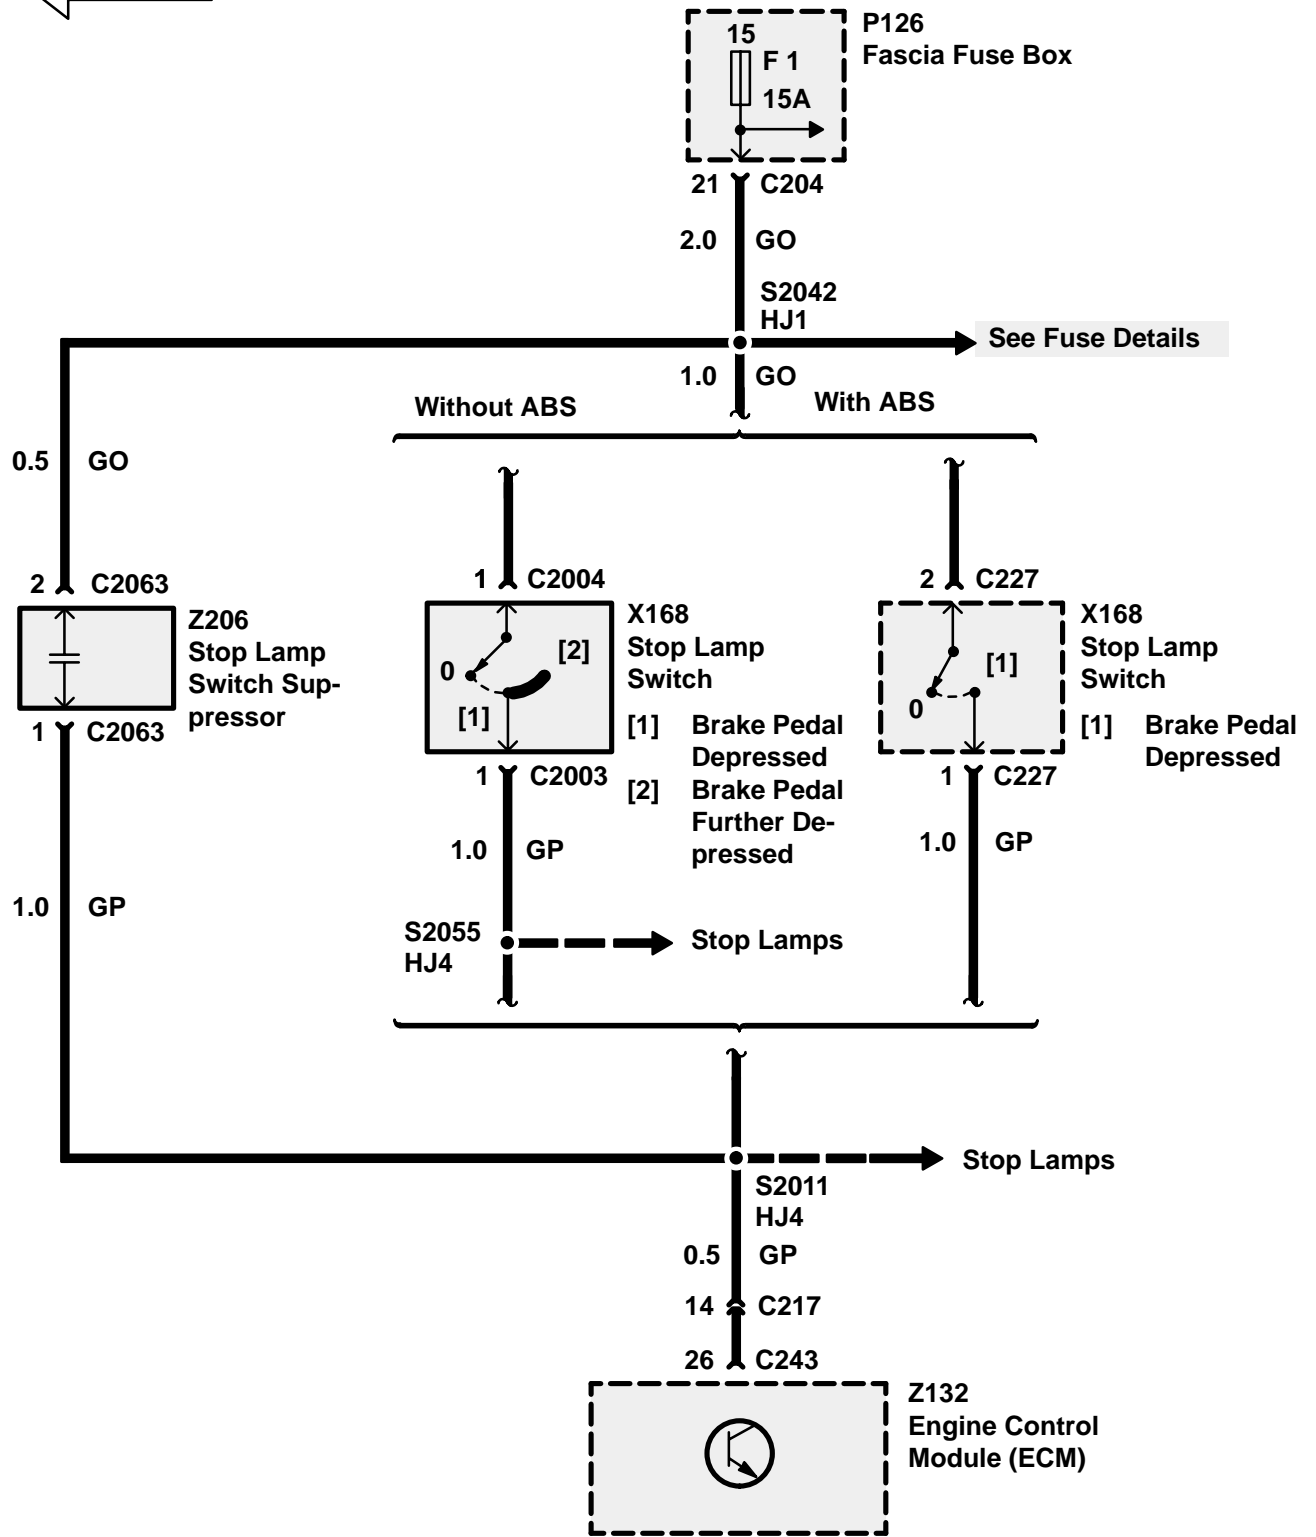 P126
Fascia Fuse Box
15
F 1
15A
21 C204
2.0 GO
S2042
HJ1
See Fuse Details
1.0 GO
Without ABS
With ABS
0.5 GO
2 C2063
Z206
Stop Lamp
Switch Sup-
pressor
1 C2063
1.0 GP
1 C2004
0
[1]
[2]
X168
Stop Lamp
Switch
[1] Brake Pedal
Depressed
[2] Brake Pedal
Further De-
pressed
1 C2003
1.0 GP
S2055
HJ4
Stop Lamps
2 C227
0
[1]
X168
Stop Lamp
Switch
[1] Brake Pedal
Depressed
1 C227
1.0 GP
Stop Lamps
S2011
HJ4
0.5 GP
14 C217
26 C243
Z132
Engine Control
Module (ECM)